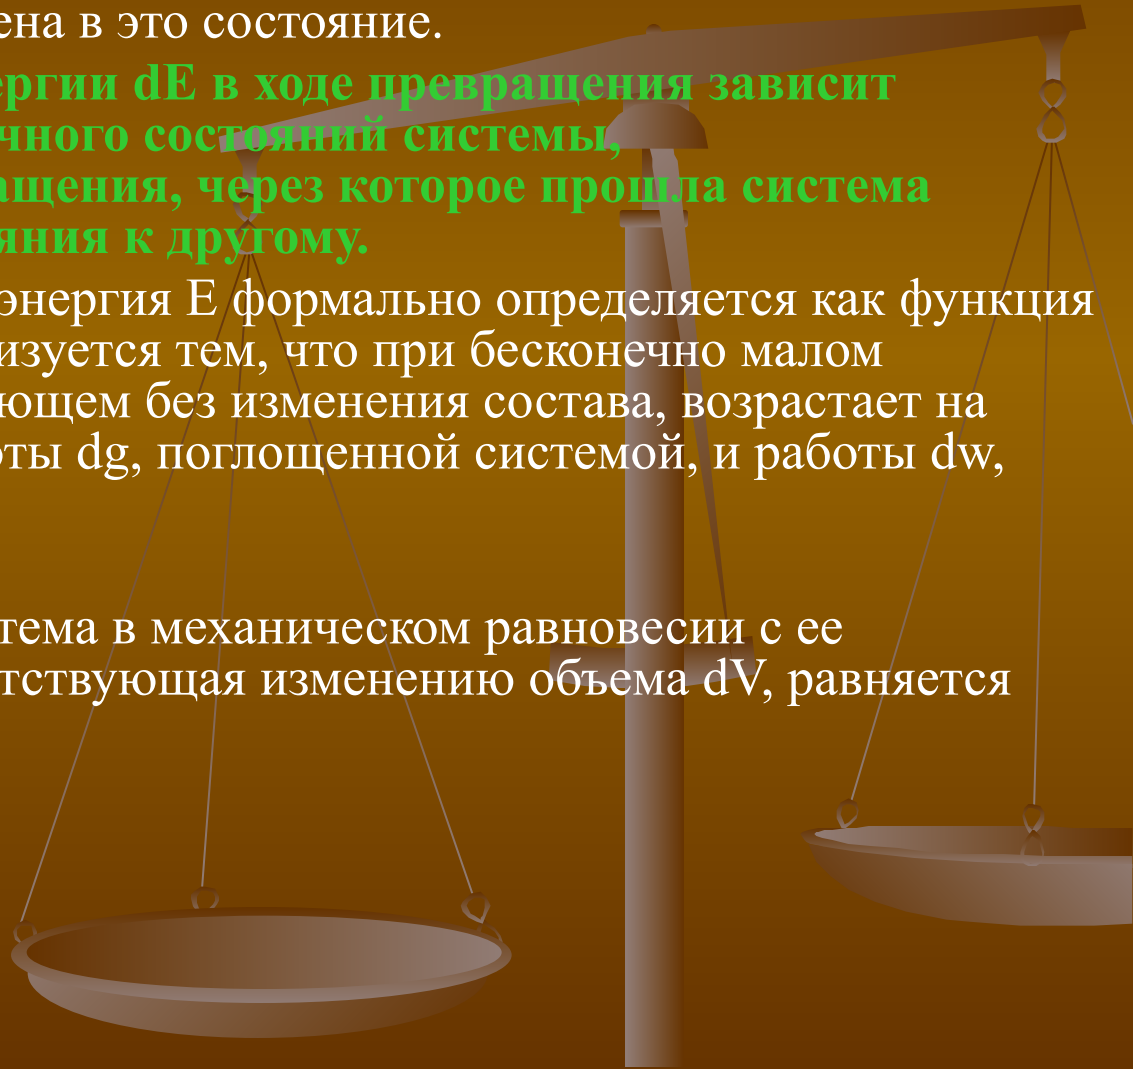 ена в это состояние.
ергии dE в ходе превращения зависит
чного состояний системы,
ащения, через которое прошла система
яния к другому.
энергия E формально определяется как функция
изуется тем, что при бесконечно малом
ющем без изменения состава, возрастает на
оты dg, поглощенной системой, и работы dw,
тема в механическом равновесии с ее
тствующая изменению объема dV, равняется